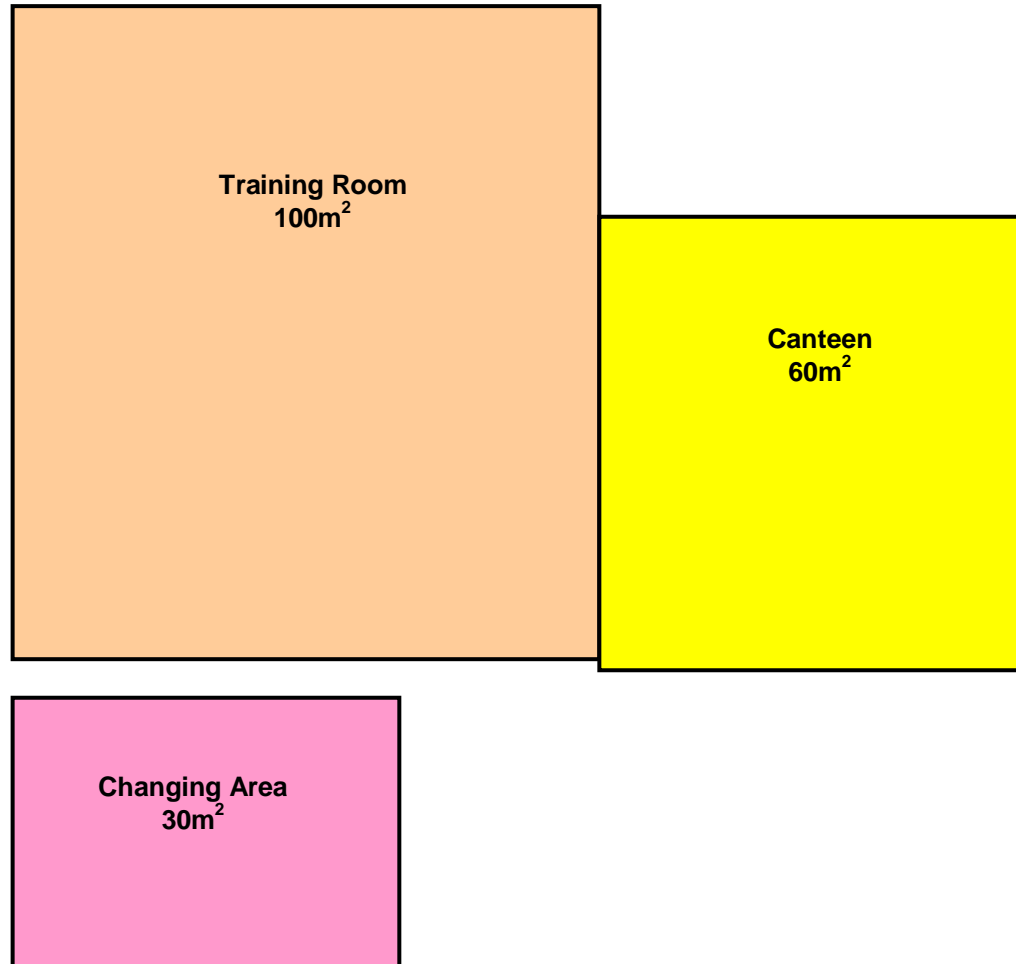 Training Room
100m²
Canteen
60m²
Changing Area
30m²